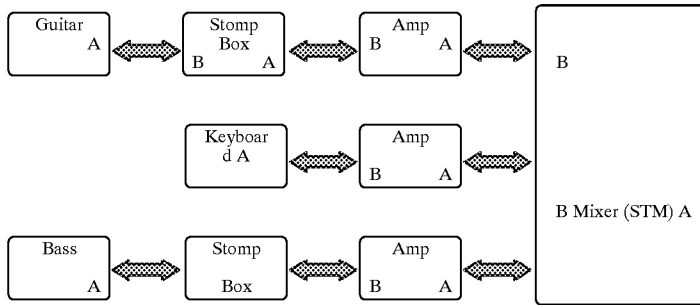 Guitar
A
Stomp
Box
B A
Amp
B A
B
Keyboar
d A
Amp
B A
B Mixer (STM) A
Bass
A
Stomp
Box
Amp
B A